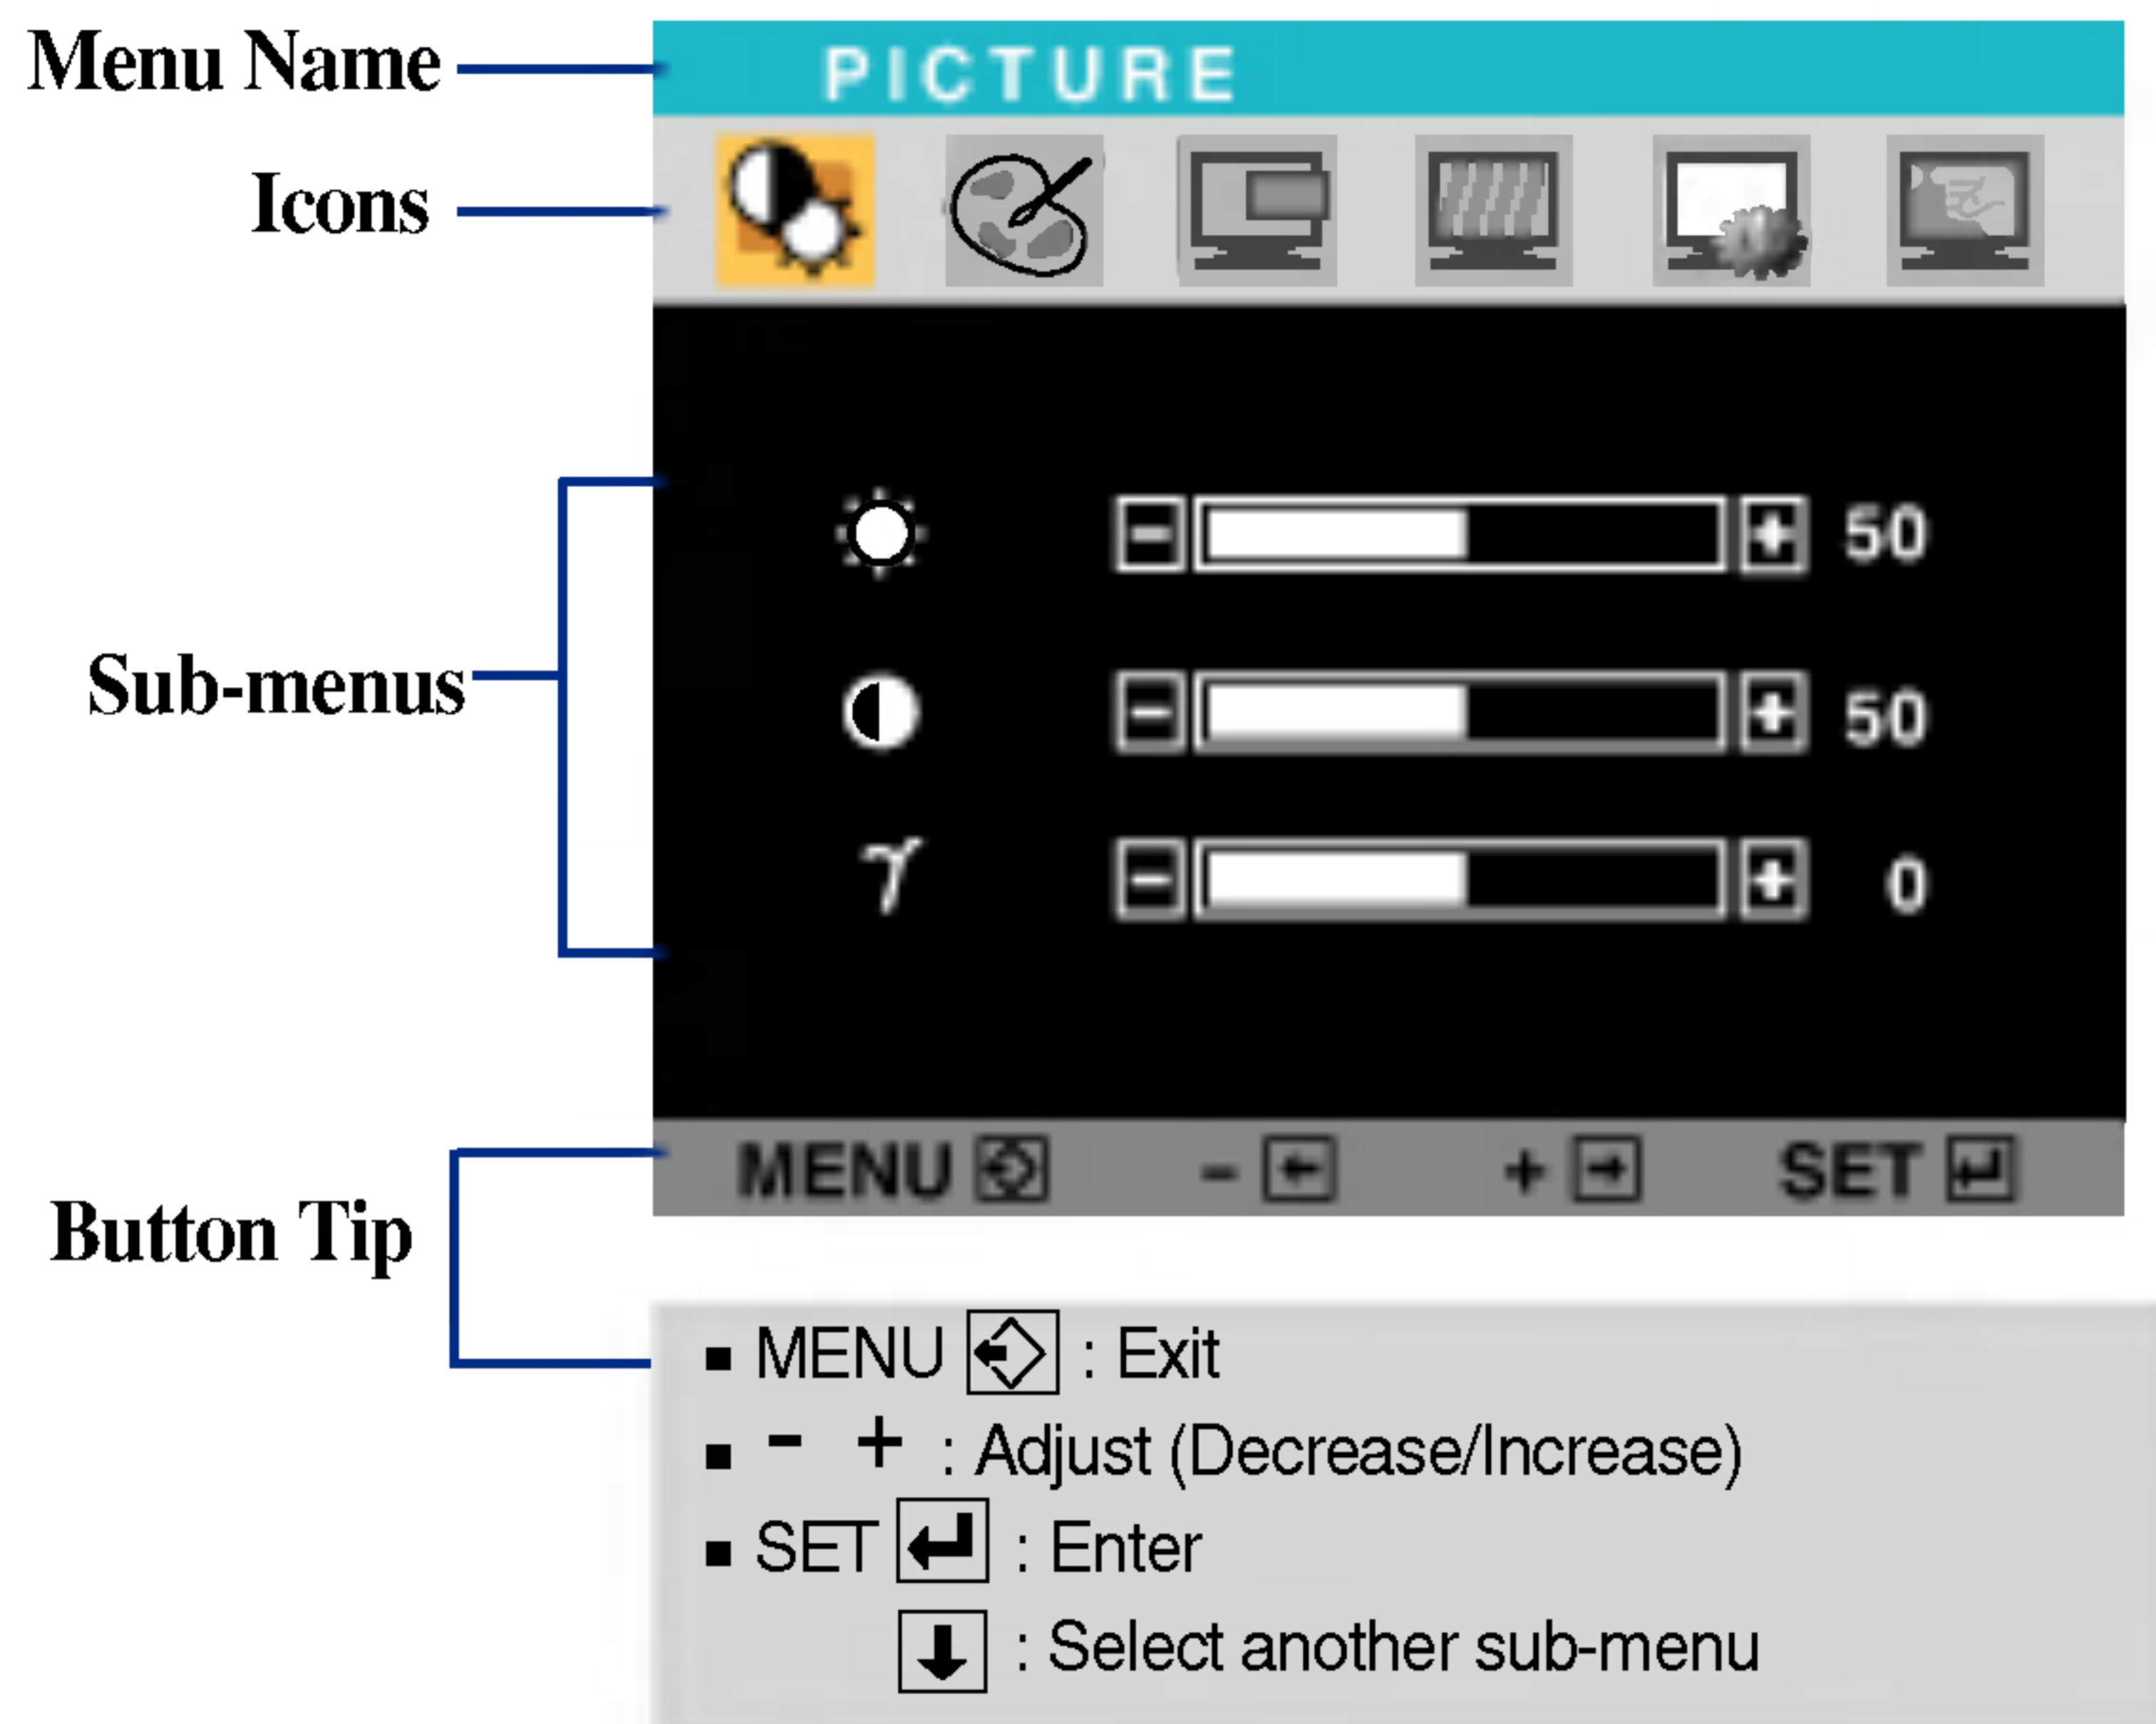 Menu Name
PICTURE
Icons
Sub-menus
- + 50
- + 50
γ - + 0
Button Tip
MENU - + SET
■ MENU : Exit
■ - + : Adjust (Decrease/Increase)
■ SET : Enter
: Select another sub-menu